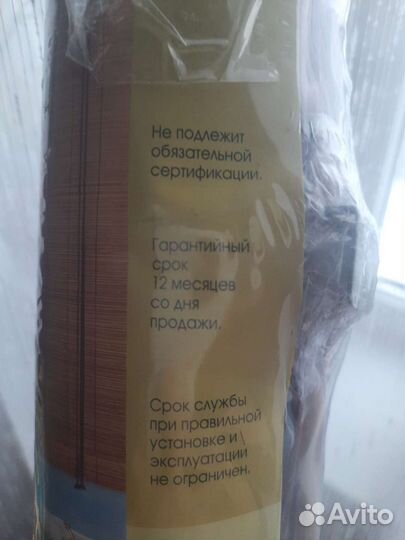 Не подлежит
обязательной
сертификации.
Гарантийный
срок
12 месяцев
со дня
продажи.
Срок службы
при правильной
установке и
эксплуатации
не ограничен.
Avito